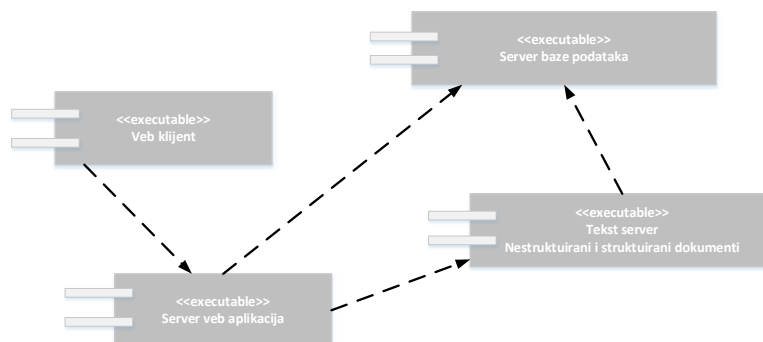 <<executable>>
Server baze podataka
<<executable>>
Veb klijent
<<executable>>
Tekst server
Nestruktuirani i struktuirani dokumenti
<<executable>>
Server veb aplikacija